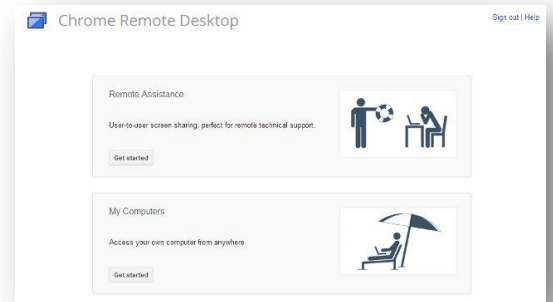 Chrome Remote Desktop
Sign out | Help
Remote Assistance
User-to-user screen sharing, perfect for remote technical support.
Get started
My Computers
Access your own computer from anywhere.
Get started